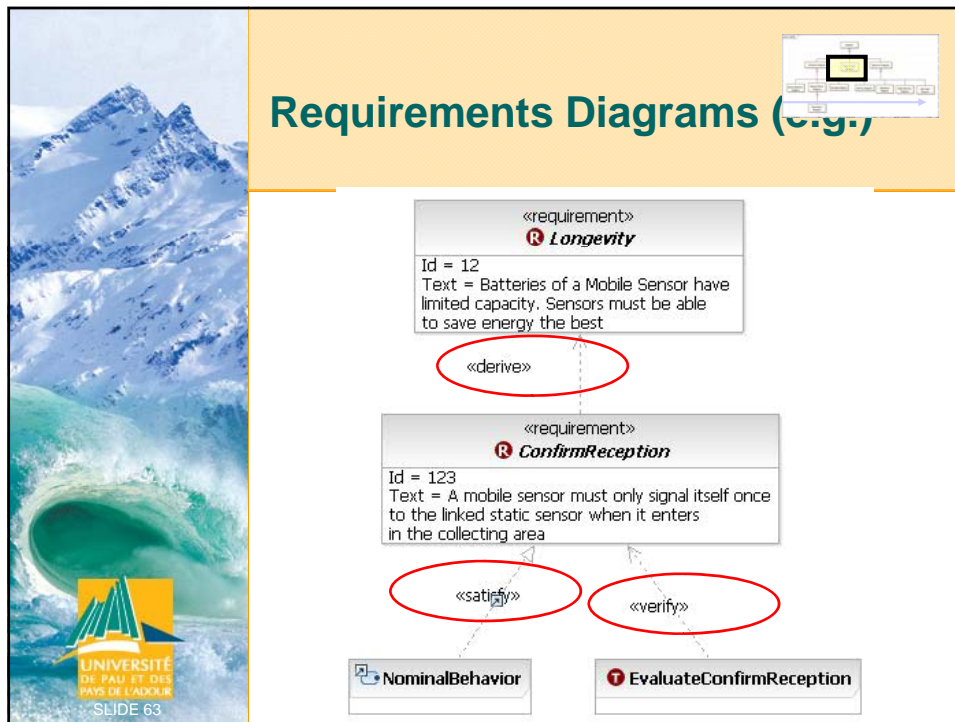 Requirements Diagrams (e.g.)
«requirement»
Longevity
Id = 12
Text = Batteries of a Mobile Sensor have
limited capacity. Sensors must be able
to save energy the best
«derive»
«requirement»
ConfirmReception
Id = 123
Text = A mobile sensor must only signal itself once
to the linked static sensor when it enters
in the collecting area
«satisfy»
«verify»
NominalBehavior
EvaluateConfirmReception
UNIVERSITÉ
DE PAU ET DES
PAYS DE L'ADOUR
SLIDE 63